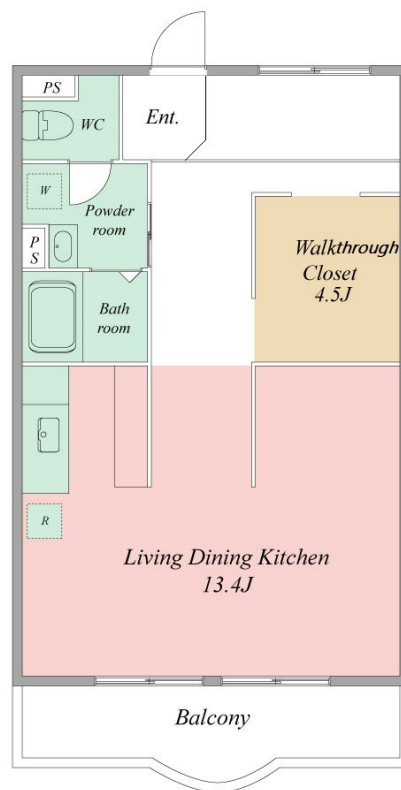 PS
WC
Ent.
W
Powder
room
P
S
Walkthrough
Closet
4.5J
Bath
room
R
Living Dining Kitchen
13.4J
Balcony